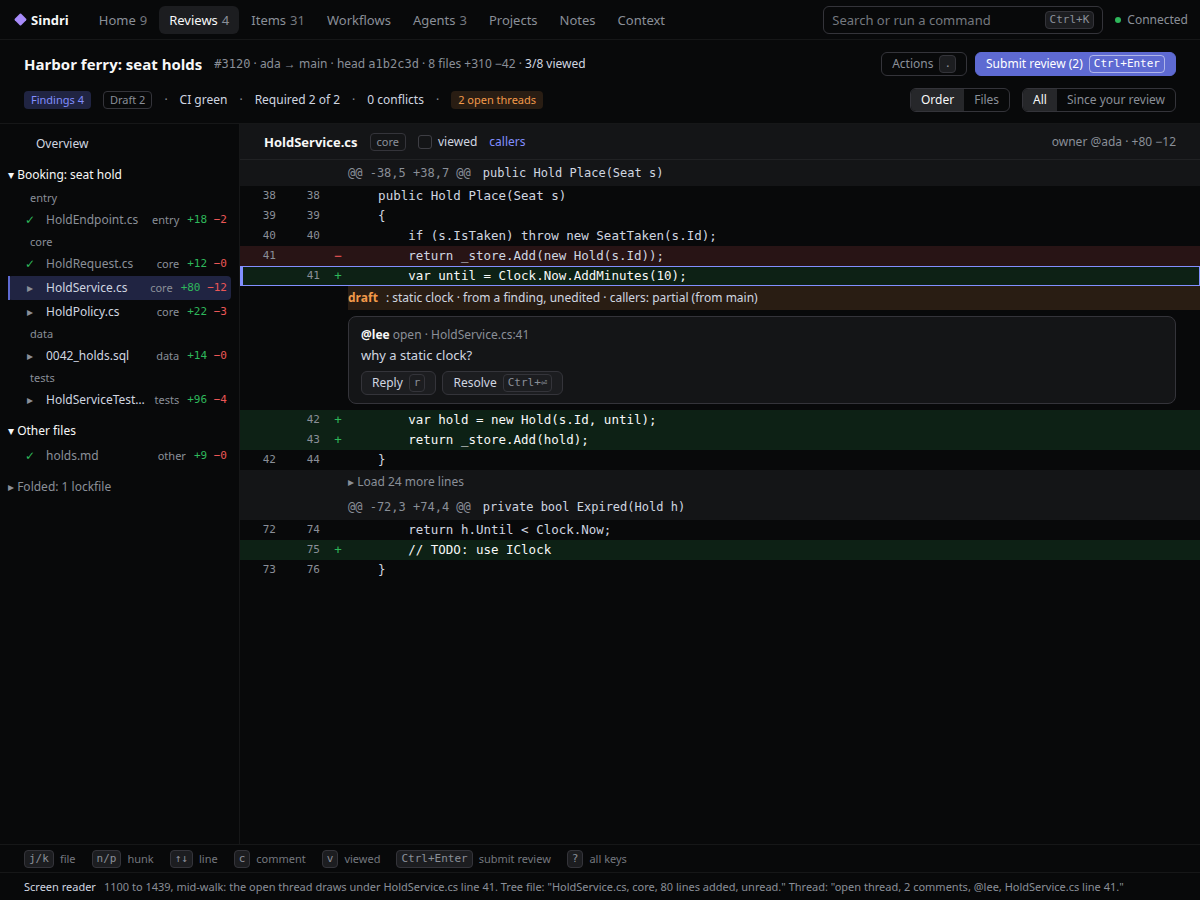 Sindri Home 9 Reviews 4 Items 31 Workflows Agents 3 Projects Notes Context Search or run a command Ctrl+K Connected
Harbor ferry: seat holds #3120 · ada → main · head a1b2c3d · 8 files +310 −42 · 3/8 viewed Actions . Submit review (2) Ctrl+Enter
Findings 4 Draft 2 · CI green · Required 2 of 2 · 0 conflicts · 2 open threads Order Files All Since your review
Overview
▾ Booking: seat hold
entry
✓ HoldEndpoint.cs entry +18 −2
core
✓ HoldRequest.cs core +12 −0
▸ HoldService.cs core +80 −12
▸ HoldPolicy.cs core +22 −3
data
▸ 0042_holds.sql data +14 −0
tests
▸ HoldServiceTest… tests +96 −4
▾ Other files
✓ holds.md other +9 −0
▸ Folded: 1 lockfile
HoldService.cs core viewed callers owner @ada · +80 −12
@@ -38,5 +38,7 @@ public Hold Place(Seat s)
38 38 public Hold Place(Seat s)
39 39 {
40 40 if (s.IsTaken) throw new SeatTaken(s.Id);
41 − return _store.Add(new Hold(s.Id));
41 + var until = Clock.Now.AddMinutes(10);
draft : static clock · from a finding, unedited · callers: partial (from main)
@lee open · HoldService.cs:41
why a static clock?
Reply r Resolve Ctrl+⏎
42 + var hold = new Hold(s.Id, until);
43 + return _store.Add(hold);
42 44 }
▸ Load 24 more lines
@@ -72,3 +74,4 @@ private bool Expired(Hold h)
72 74 return h.Until < Clock.Now;
75 + // TODO: use IClock
73 76 }
j/k file n/p hunk ↑↓ line c comment v viewed Ctrl+Enter submit review ? all keys
Screen reader 1100 to 1439, mid-walk: the open thread draws under HoldService.cs line 41. Tree file: "HoldService.cs, core, 80 lines added, unread." Thread: "open thread, 2 comments, @lee, HoldService.cs line 41."